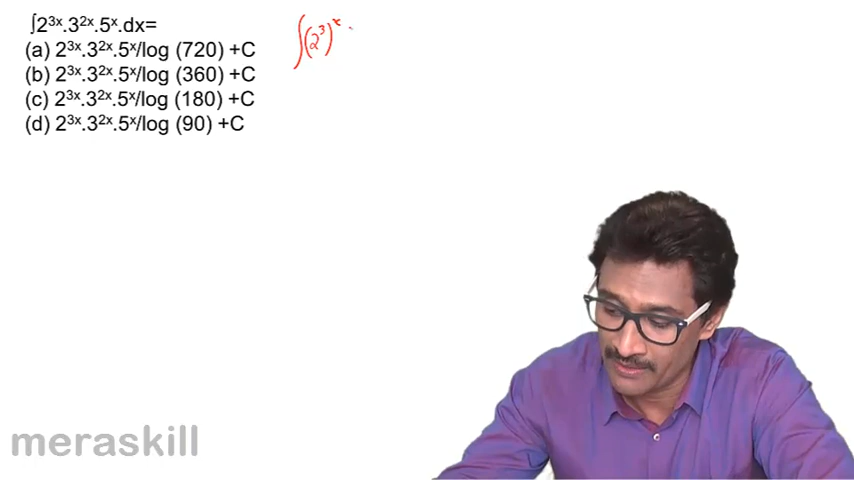 ∫2³ˣ.3²ˣ.5ˣ.dx=
(a) 2³ˣ.3²ˣ.5ˣ/log (720) +C
(b) 2³ˣ.3²ˣ.5ˣ/log (360) +C
(c) 2³ˣ.3²ˣ.5ˣ/log (180) +C
(d) 2³ˣ.3²ˣ.5ˣ/log (90) +C
∫(2³)ˣ.
meraskill